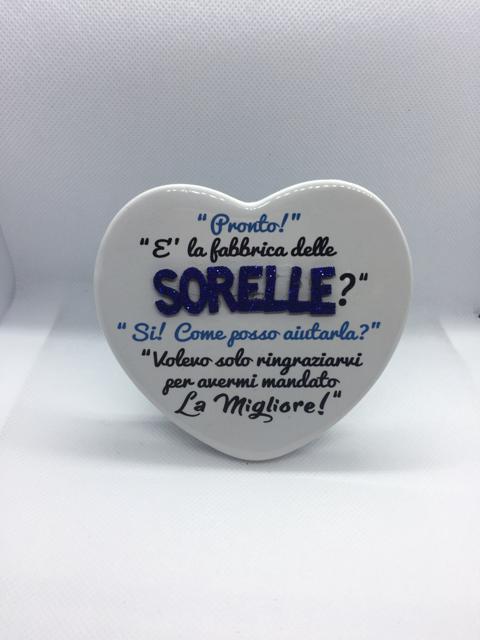 “Pronto!”
“E' la fabbrica delle
SORELLE?“
“Si! Come posso aiutarla?”
“Volevo solo ringraziarvi
per avermi mandato
La Migliore!“